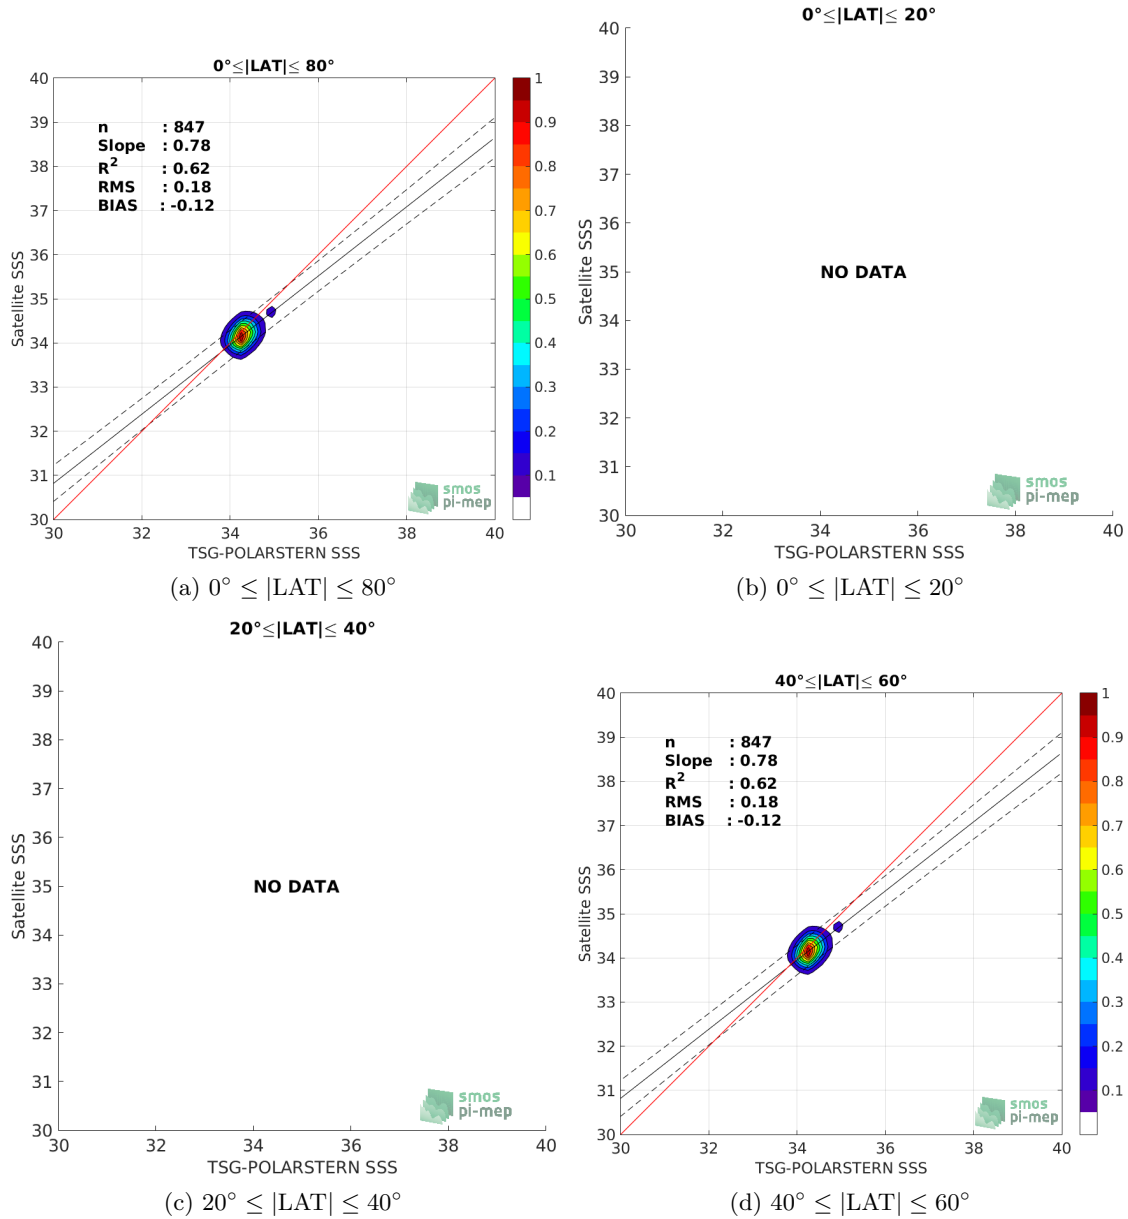 0°≤|LAT|≤ 80°
40
39
38
37
36
35
34
33
32
31
30
30
32
34
36
38
40
Satellite SSS
TSG-POLARSTERN SSS
n : 847
Slope : 0.78
R² : 0.62
RMS : 0.18
BIAS : -0.12
1
0.9
0.8
0.7
0.6
0.5
0.4
0.3
0.2
0.1
smos
pi-mep
(a) 0° ≤ |LAT| ≤ 80°
0°≤|LAT|≤ 20°
40
39
38
37
36
35
34
33
32
31
30
30
32
34
36
38
40
Satellite SSS
TSG-POLARSTERN SSS
NO DATA
smos
pi-mep
(b) 0° ≤ |LAT| ≤ 20°
20°≤|LAT|≤ 40°
40
39
38
37
36
35
34
33
32
31
30
30
32
34
36
38
40
Satellite SSS
TSG-POLARSTERN SSS
NO DATA
smos
pi-mep
(c) 20° ≤ |LAT| ≤ 40°
40°≤|LAT|≤ 60°
40
39
38
37
36
35
34
33
32
31
30
30
32
34
36
38
40
Satellite SSS
TSG-POLARSTERN SSS
n : 847
Slope : 0.78
R² : 0.62
RMS : 0.18
BIAS : -0.12
1
0.9
0.8
0.7
0.6
0.5
0.4
0.3
0.2
0.1
smos
pi-mep
(d) 40° ≤ |LAT| ≤ 60°